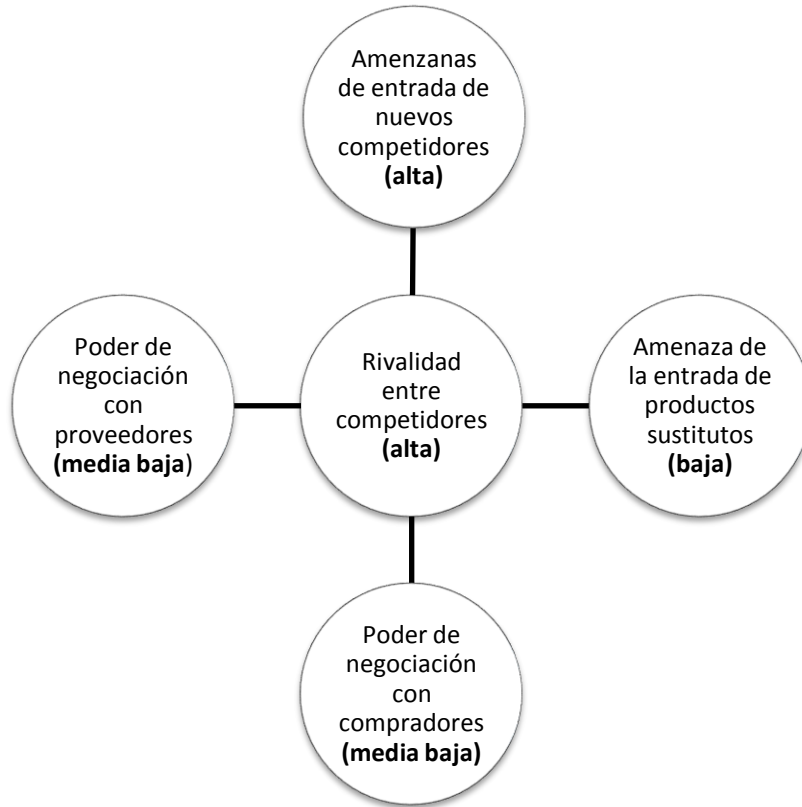 Amenzanas
de entrada de
nuevos
competidores
(alta)
Poder de
negociación
con
proveedores
(media baja)
Rivalidad
entre
competidores
(alta)
Amenaza de
la entrada de
productos
sustitutos
(baja)
Poder de
negociación
con
compradores
(media baja)